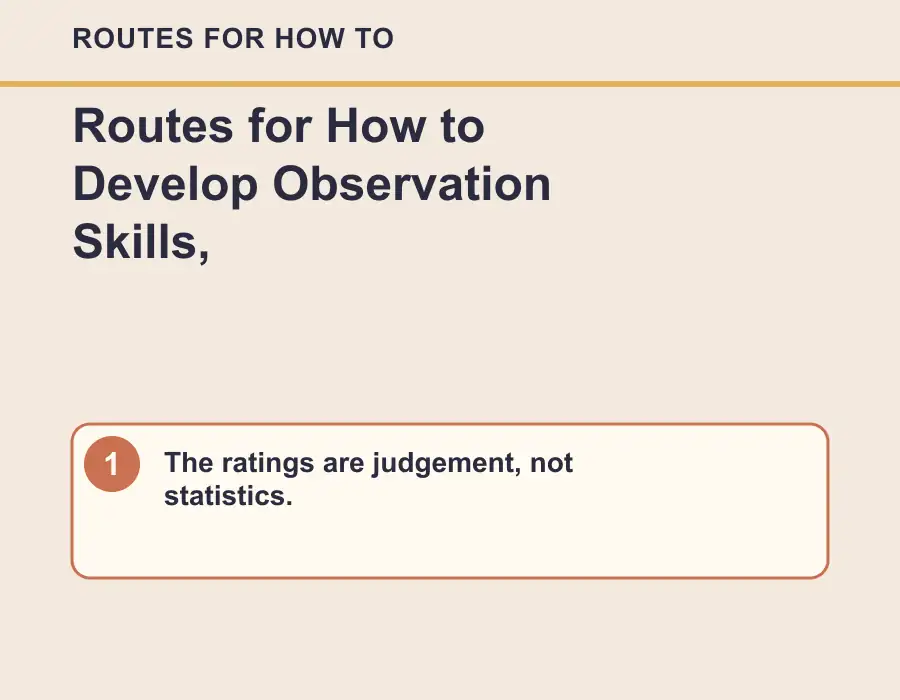 ROUTES FOR HOW TO
Routes for How to
Develop Observation
Skills,
1
The ratings are judgement, not
statistics.